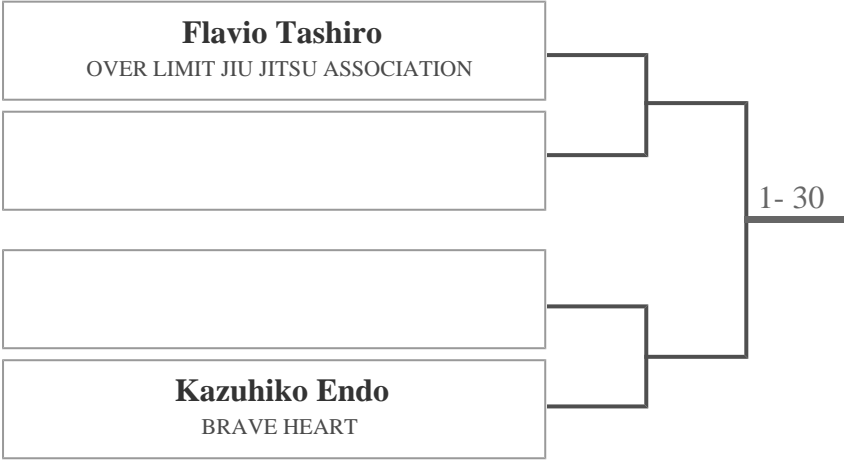 Flavio Tashiro
OVER LIMIT JIU JITSU ASSOCIATION
1- 30
Kazuhiko Endo
BRAVE HEART